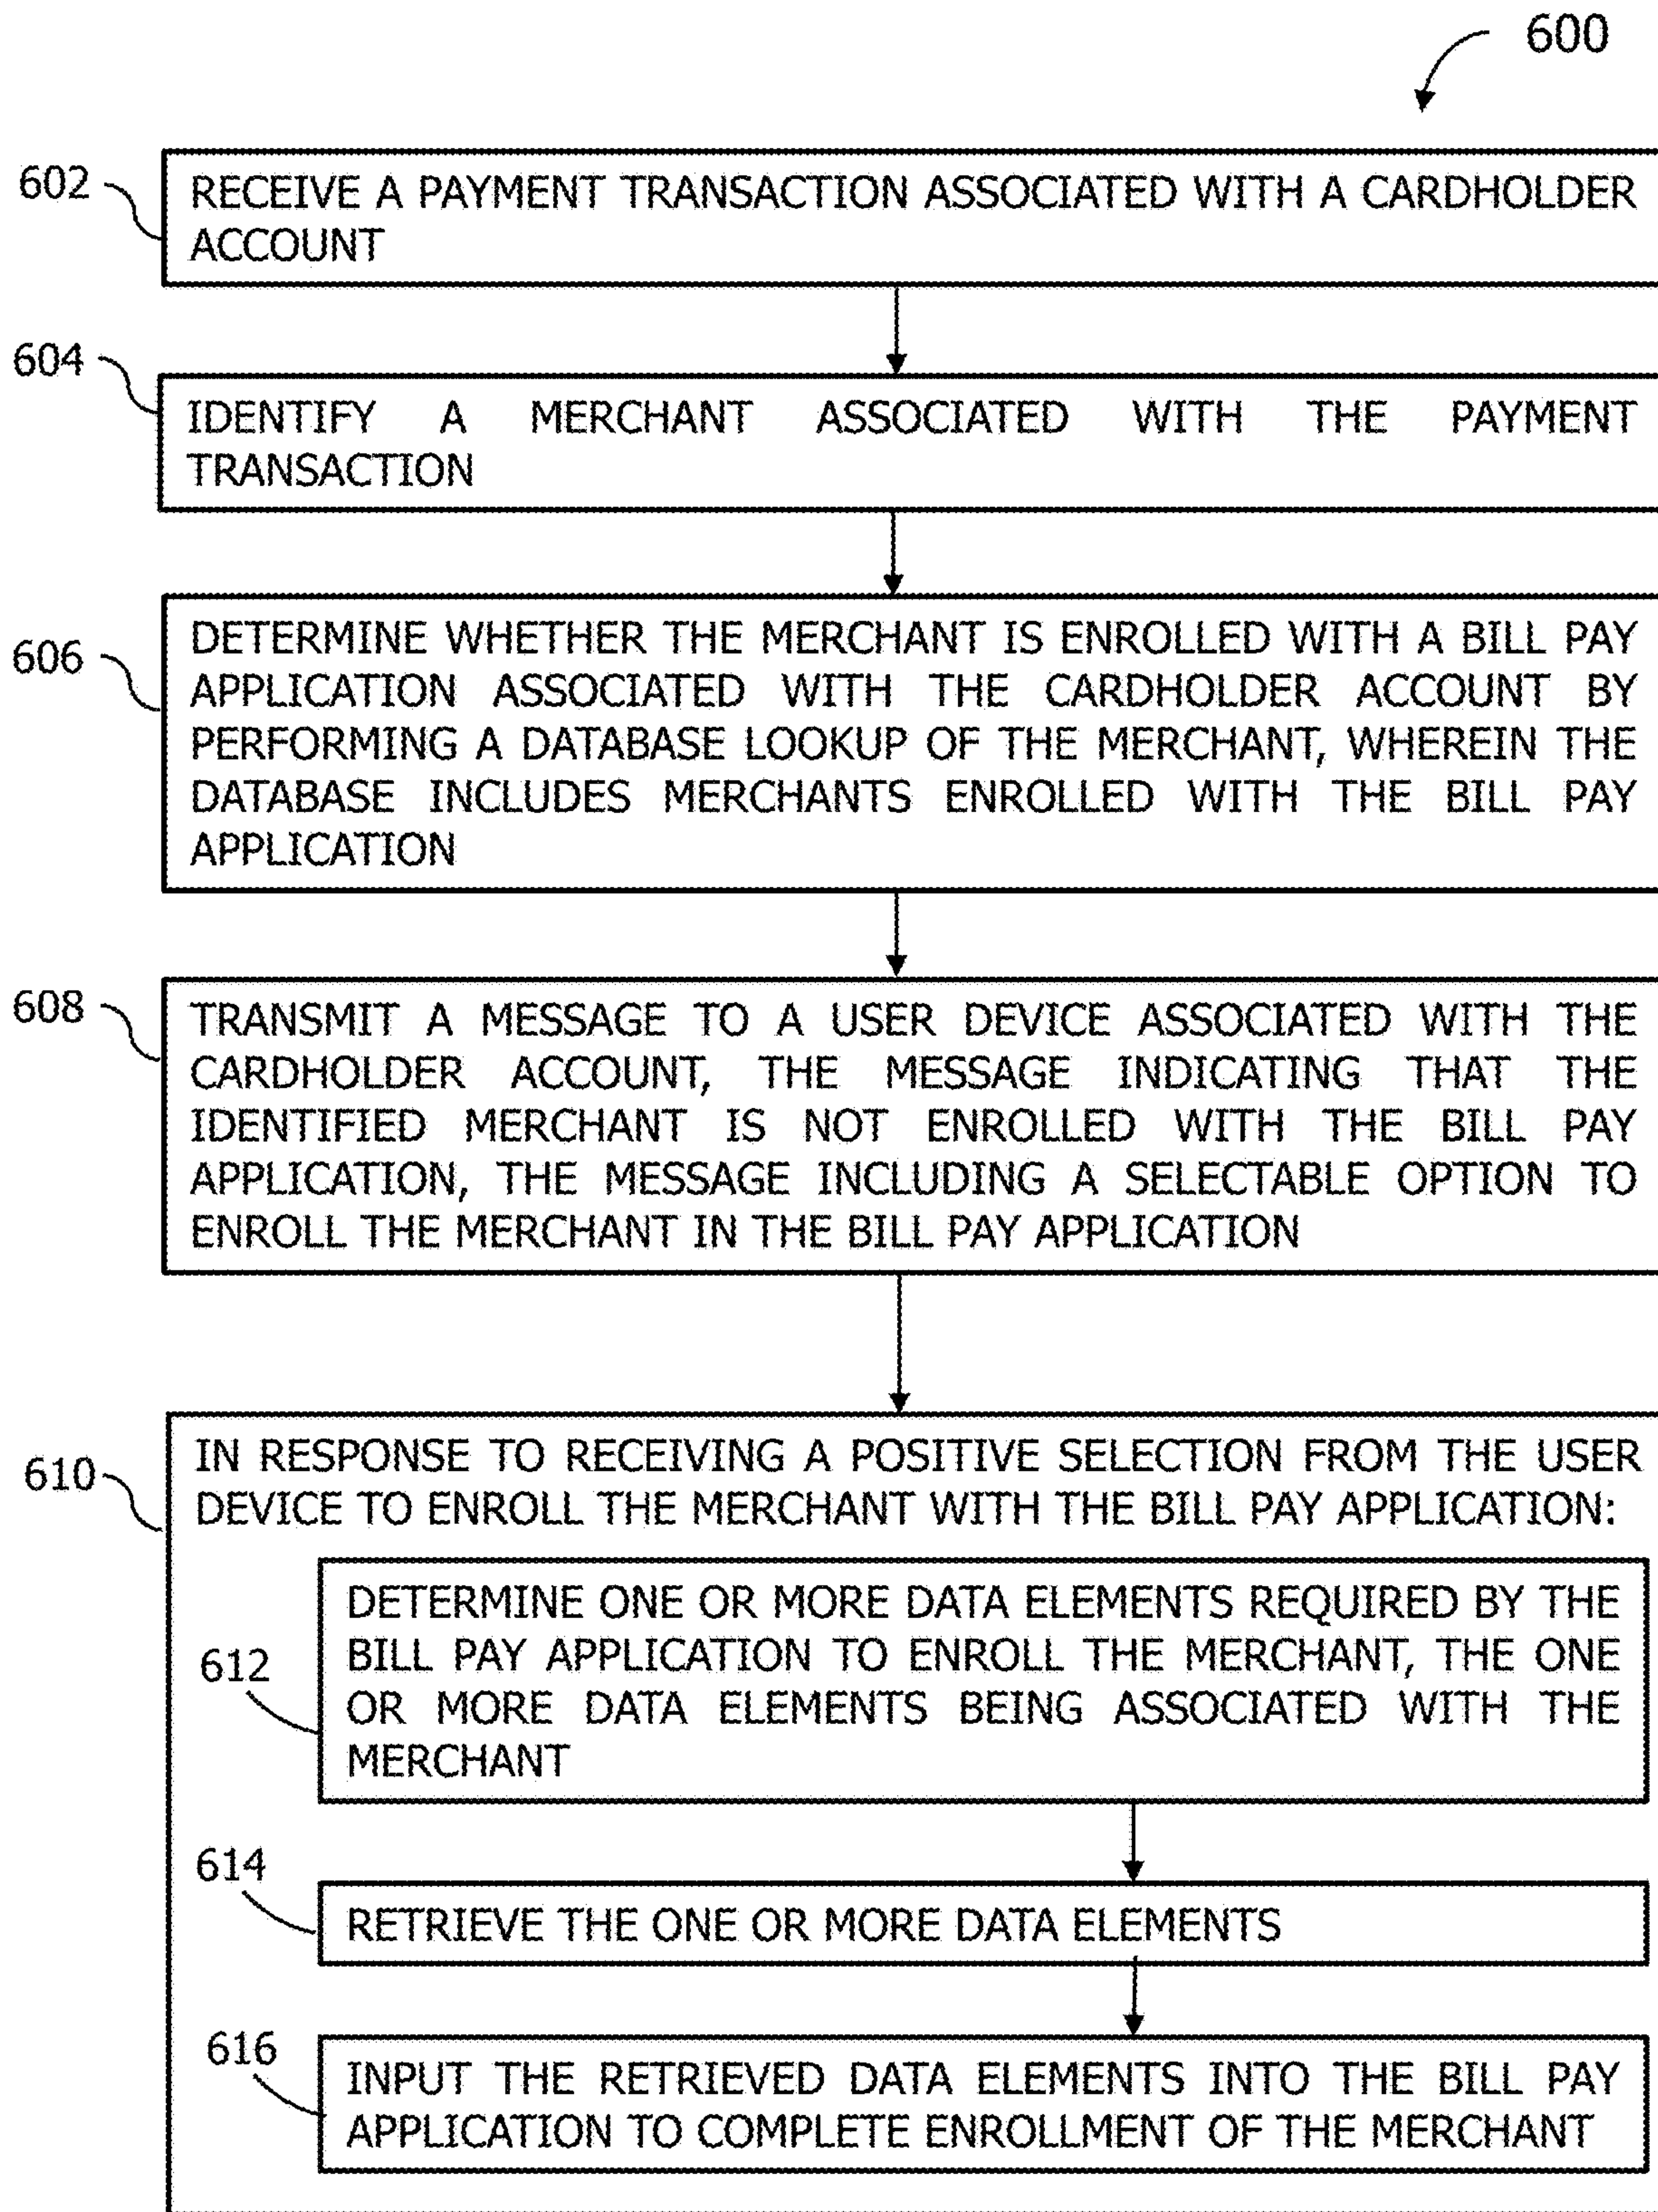 600
602
RECEIVE A PAYMENT TRANSACTION ASSOCIATED WITH A CARDHOLDER
ACCOUNT
604
IDENTIFY A MERCHANT ASSOCIATED WITH THE PAYMENT
TRANSACTION
606
DETERMINE WHETHER THE MERCHANT IS ENROLLED WITH A BILL PAY
APPLICATION ASSOCIATED WITH THE CARDHOLDER ACCOUNT BY
PERFORMING A DATABASE LOOKUP OF THE MERCHANT, WHEREIN THE
DATABASE INCLUDES MERCHANTS ENROLLED WITH THE BILL PAY
APPLICATION
608
TRANSMIT A MESSAGE TO A USER DEVICE ASSOCIATED WITH THE
CARDHOLDER ACCOUNT, THE MESSAGE INDICATING THAT THE
IDENTIFIED MERCHANT IS NOT ENROLLED WITH THE BILL PAY
APPLICATION, THE MESSAGE INCLUDING A SELECTABLE OPTION TO
ENROLL THE MERCHANT IN THE BILL PAY APPLICATION
610
IN RESPONSE TO RECEIVING A POSITIVE SELECTION FROM THE USER
DEVICE TO ENROLL THE MERCHANT WITH THE BILL PAY APPLICATION:
612
DETERMINE ONE OR MORE DATA ELEMENTS REQUIRED BY THE
BILL PAY APPLICATION TO ENROLL THE MERCHANT, THE ONE
OR MORE DATA ELEMENTS BEING ASSOCIATED WITH THE
MERCHANT
614
RETRIEVE THE ONE OR MORE DATA ELEMENTS
616
INPUT THE RETRIEVED DATA ELEMENTS INTO THE BILL PAY
APPLICATION TO COMPLETE ENROLLMENT OF THE MERCHANT